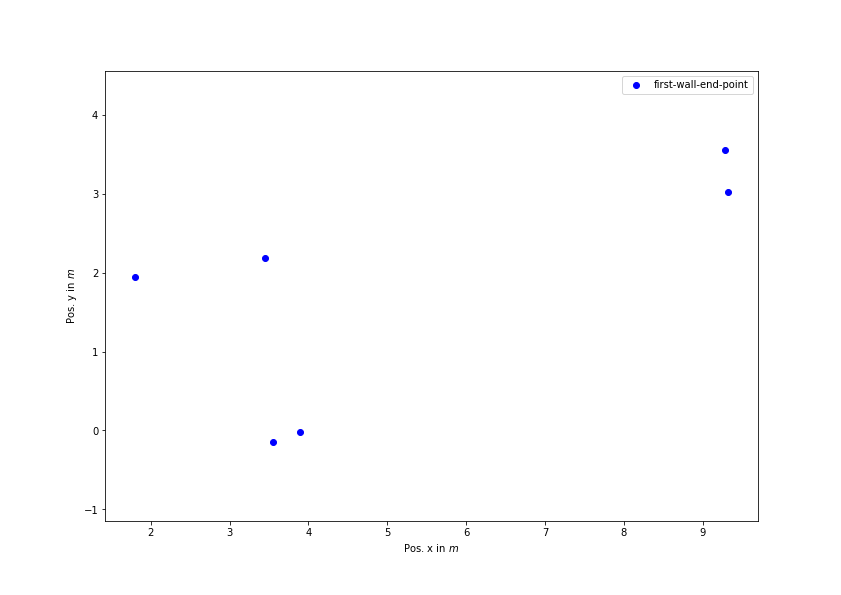 first-wall-end-point
4
3
2
1
0
−1
Pos. y in m
2 3 4 5 6 7 8 9
Pos. x in m